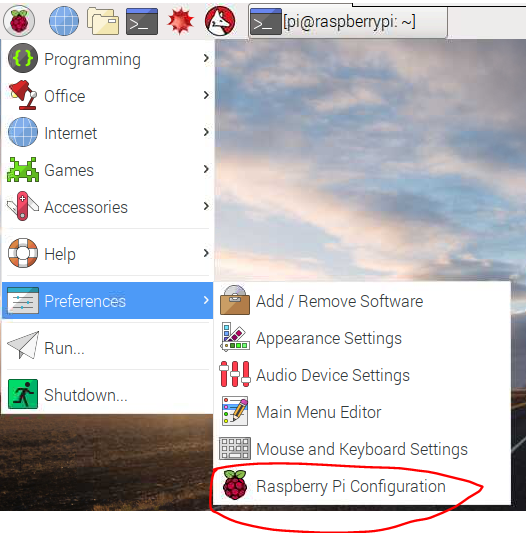 [pi@raspberrypi: ~]
Programming
Office
Internet
Games
Accessories
Help
Preferences
Run...
Shutdown...
Add / Remove Software
Appearance Settings
Audio Device Settings
Main Menu Editor
Mouse and Keyboard Settings
Raspberry Pi Configuration